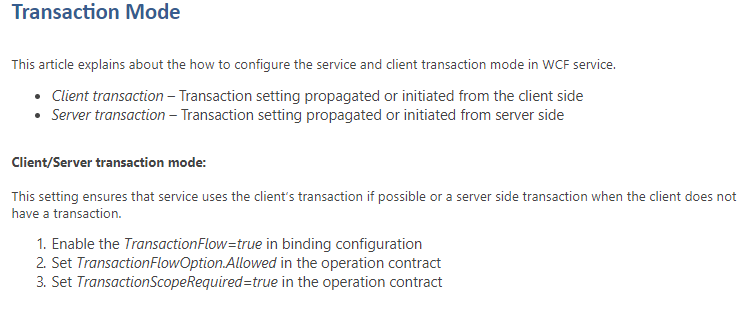 Transaction Mode
This article explains about the how to configure the service and client transaction mode in WCF service.
• Client transaction – Transaction setting propagated or initiated from the client side
• Server transaction – Transaction setting propagated or initiated from server side
Client/Server transaction mode:
This setting ensures that service uses the client's transaction if possible or a server side transaction when the client does not
have a transaction.
1. Enable the TransactionFlow=true in binding configuration
2. Set TransactionFlowOption.Allowed in the operation contract
3. Set TransactionScopeRequired=true in the operation contract